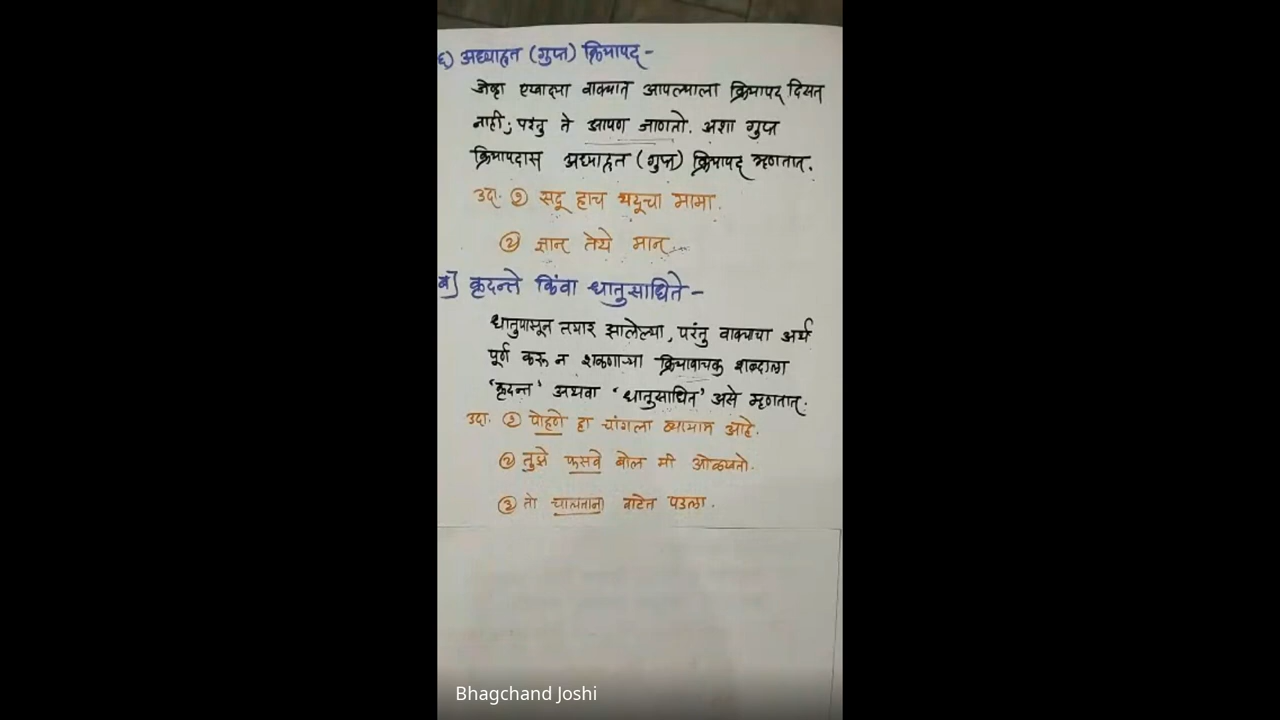 ६) अध्याहृत (गुप्त) क्रियापद -
जेव्हा एखाद्या वाक्यात आपल्याला क्रियापद दिसत
नाही; परंतु ते आपण जाणतो. अशा गुप्त
क्रियापदास अध्याहृत (गुप्त) क्रियापद म्हणतात.
उदा. १ सदू हाच यदूचा मामा.
२ ज्ञान तेथे मान
ब] कृदन्ते किंवा धातुसाधिते -
धातुपासून तयार झालेल्या, परंतु वाक्याचा अर्थ
पूर्ण करू न शकणाऱ्या क्रियावाचक शब्दाला
'कृदन्त' अथवा 'धातुसाधित' असे म्हणतात.
उदा. १ पोहणे हा चांगला व्यायाम आहे.
२ तुझे फसवे बोल मी ओळखतो.
३ तो चालताना वाटेत पडला.
Bhagchand Joshi